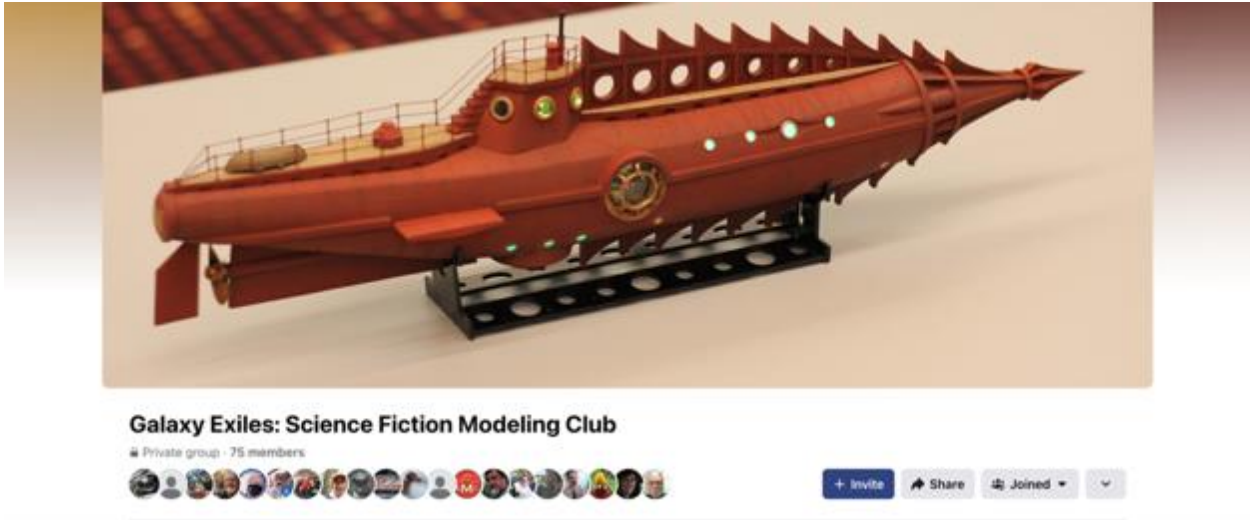 Galaxy Exiles: Science Fiction Modeling Club
Private group · 75 members
+ Invite
Share
Joined